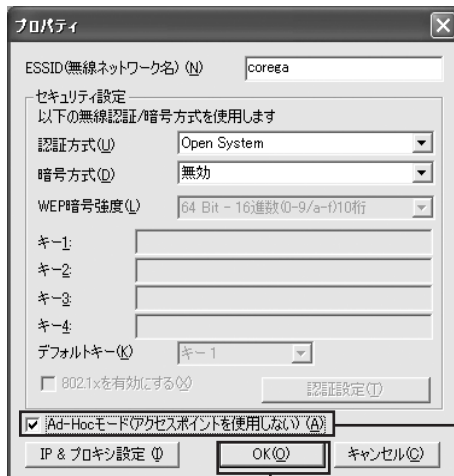 プロパティ
ESSID(無線ネットワーク名) (N) corega
セキュリティ設定
以下の無線認証/暗号方式を使用します
認証方式(U) Open System
暗号方式(D) 無効
WEP暗号強度(L) 64 Bit - 16進数(0-9/a-f)10桁
キー1:
キー2:
キー3:
キー4:
デフォルトキー(K) キー 1
802.1xを有効にする(X) 認証設定(T)
Ad-Hocモード(アクセスポイントを使用しない) (A)
IP & プロキシ設定 (I) OK(O) キャンセル(C)